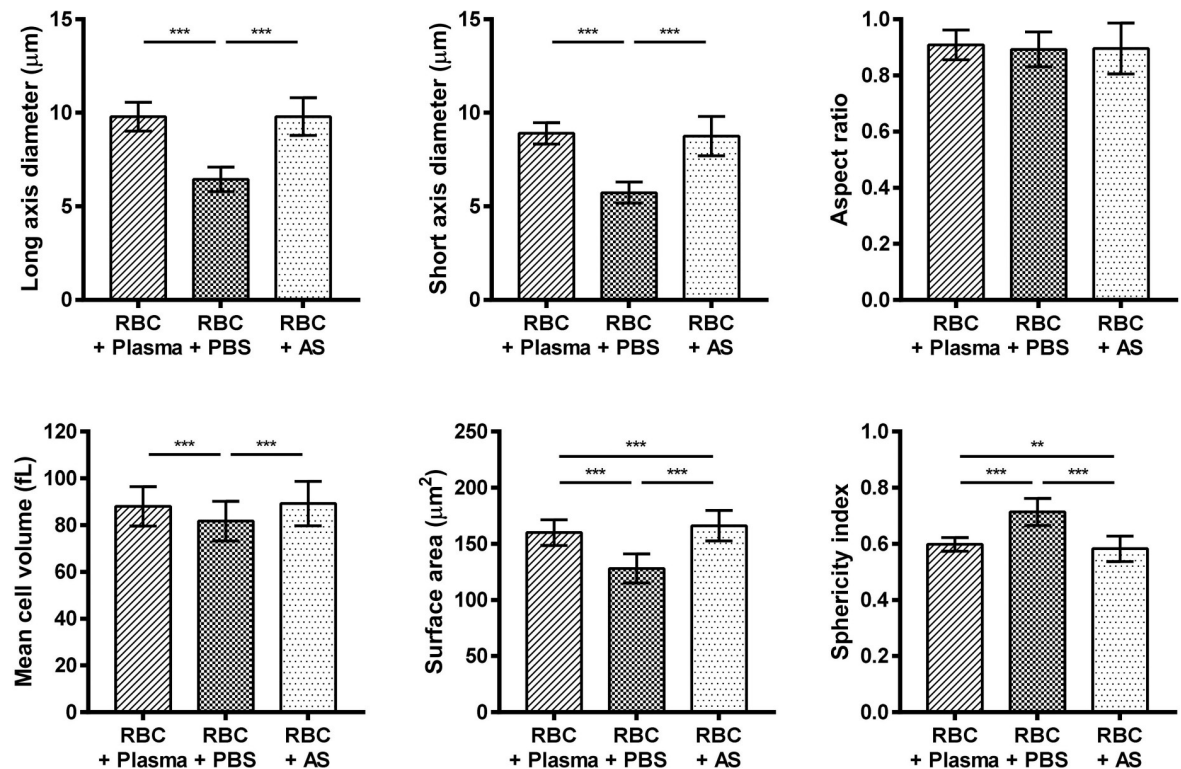 Long axis diameter (μm)
15
10
5
0
***
***
RBC + Plasma
RBC + PBS
RBC + AS
Short axis diameter (μm)
15
10
5
0
***
***
RBC + Plasma
RBC + PBS
RBC + AS
Aspect ratio
1.0
0.8
0.6
0.4
0.2
0.0
RBC + Plasma
RBC + PBS
RBC + AS
Mean cell volume (fL)
120
100
80
60
40
20
0
***
***
RBC + Plasma
RBC + PBS
RBC + AS
Surface area (μm²)
250
200
150
100
50
0
***
***
***
RBC + Plasma
RBC + PBS
RBC + AS
Sphericity index
1.0
0.8
0.6
0.4
0.2
0.0
**
***
***
RBC + Plasma
RBC + PBS
RBC + AS